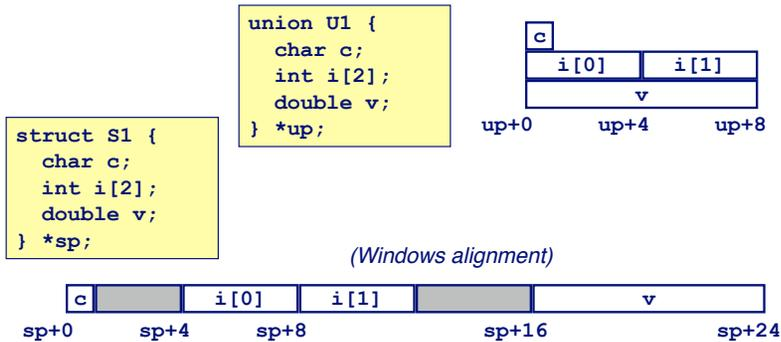 union U1 {
char c;
int i[2];
double v;
} *up;
c
i[0] i[1]
v
up+0 up+4 up+8
struct S1 {
char c;
int i[2];
double v;
} *sp;
(Windows alignment)
c i[0] i[1] v
sp+0 sp+4 sp+8 sp+16 sp+24